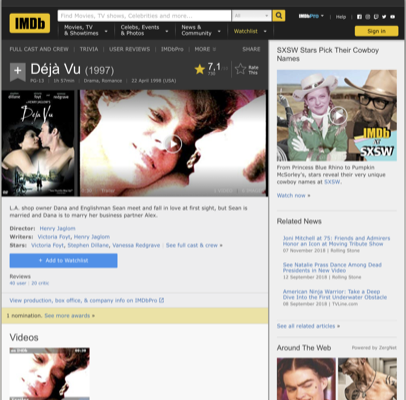 IMDb
Find Movies, TV shows, Celebrities and more...
All
IMDbPro
Help
Movies, TV & Showtimes
Celebs, Events & Photos
News & Community
Watchlist
Sign in
FULL CAST AND CREW | TRIVIA | USER REVIEWS | IMDbPro | MORE
SHARE
Déjà Vu (1997)
PG-13 | 1h 57min | Drama, Romance | 22 April 1998 (USA)
7,1
Rate This
Déjà Vu
L.A. shop owner Dana and Englishman Sean meet and fall in love at first sight, but Sean is
married and Dana is to marry her business partner Alex.
Director: Henry Jaglom
Writers: Victoria Foyt, Henry Jaglom
Stars: Victoria Foyt, Stephen Dillane, Vanessa Redgrave | See full cast & crew »
+ Add to Watchlist
Reviews
40 user | 20 critic
View production, box office, & company info on IMDbPro
1 nomination. See more awards »
Videos
SXSW Stars Pick Their Cowboy
Names
IMDb
at
SXSW
From Princess Blue Rhino to Pumpkin
McSorley's, stars reveal their very unique
cowboy names at SXSW.
Watch now »
Related News
Joni Mitchell at 75: Friends and Admirers
Honor an Icon at Moving Tribute Show
07 November 2018 | Rolling Stone
See Natalie Prass Dance Among Dead
Presidents in New Video
12 September 2018 | Rolling Stone
American Ninja Warrior: Take a Deep
Dive Into the First Underwater Obstacle
08 September 2018 | TVLine.com
See all related articles »
Around The Web
Powered by ZergNet